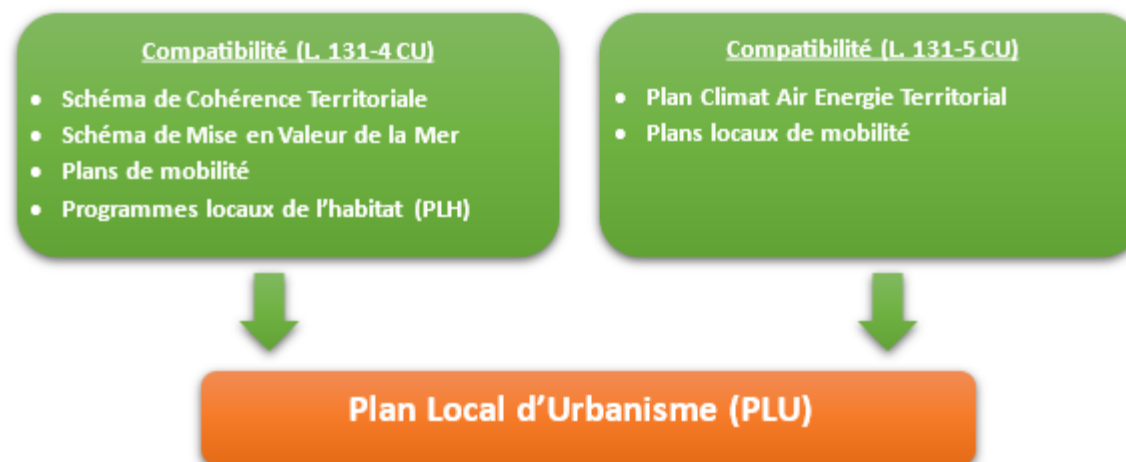 Compatibilité (L. 131-4 CU)
• Schéma de Cohérence Territoriale
• Schéma de Mise en Valeur de la Mer
• Plans de mobilité
• Programmes locaux de l'habitat (PLH)
Compatibilité (L. 131-5 CU)
• Plan Climat Air Energie Territorial
• Plans locaux de mobilité
Plan Local d'Urbanisme (PLU)